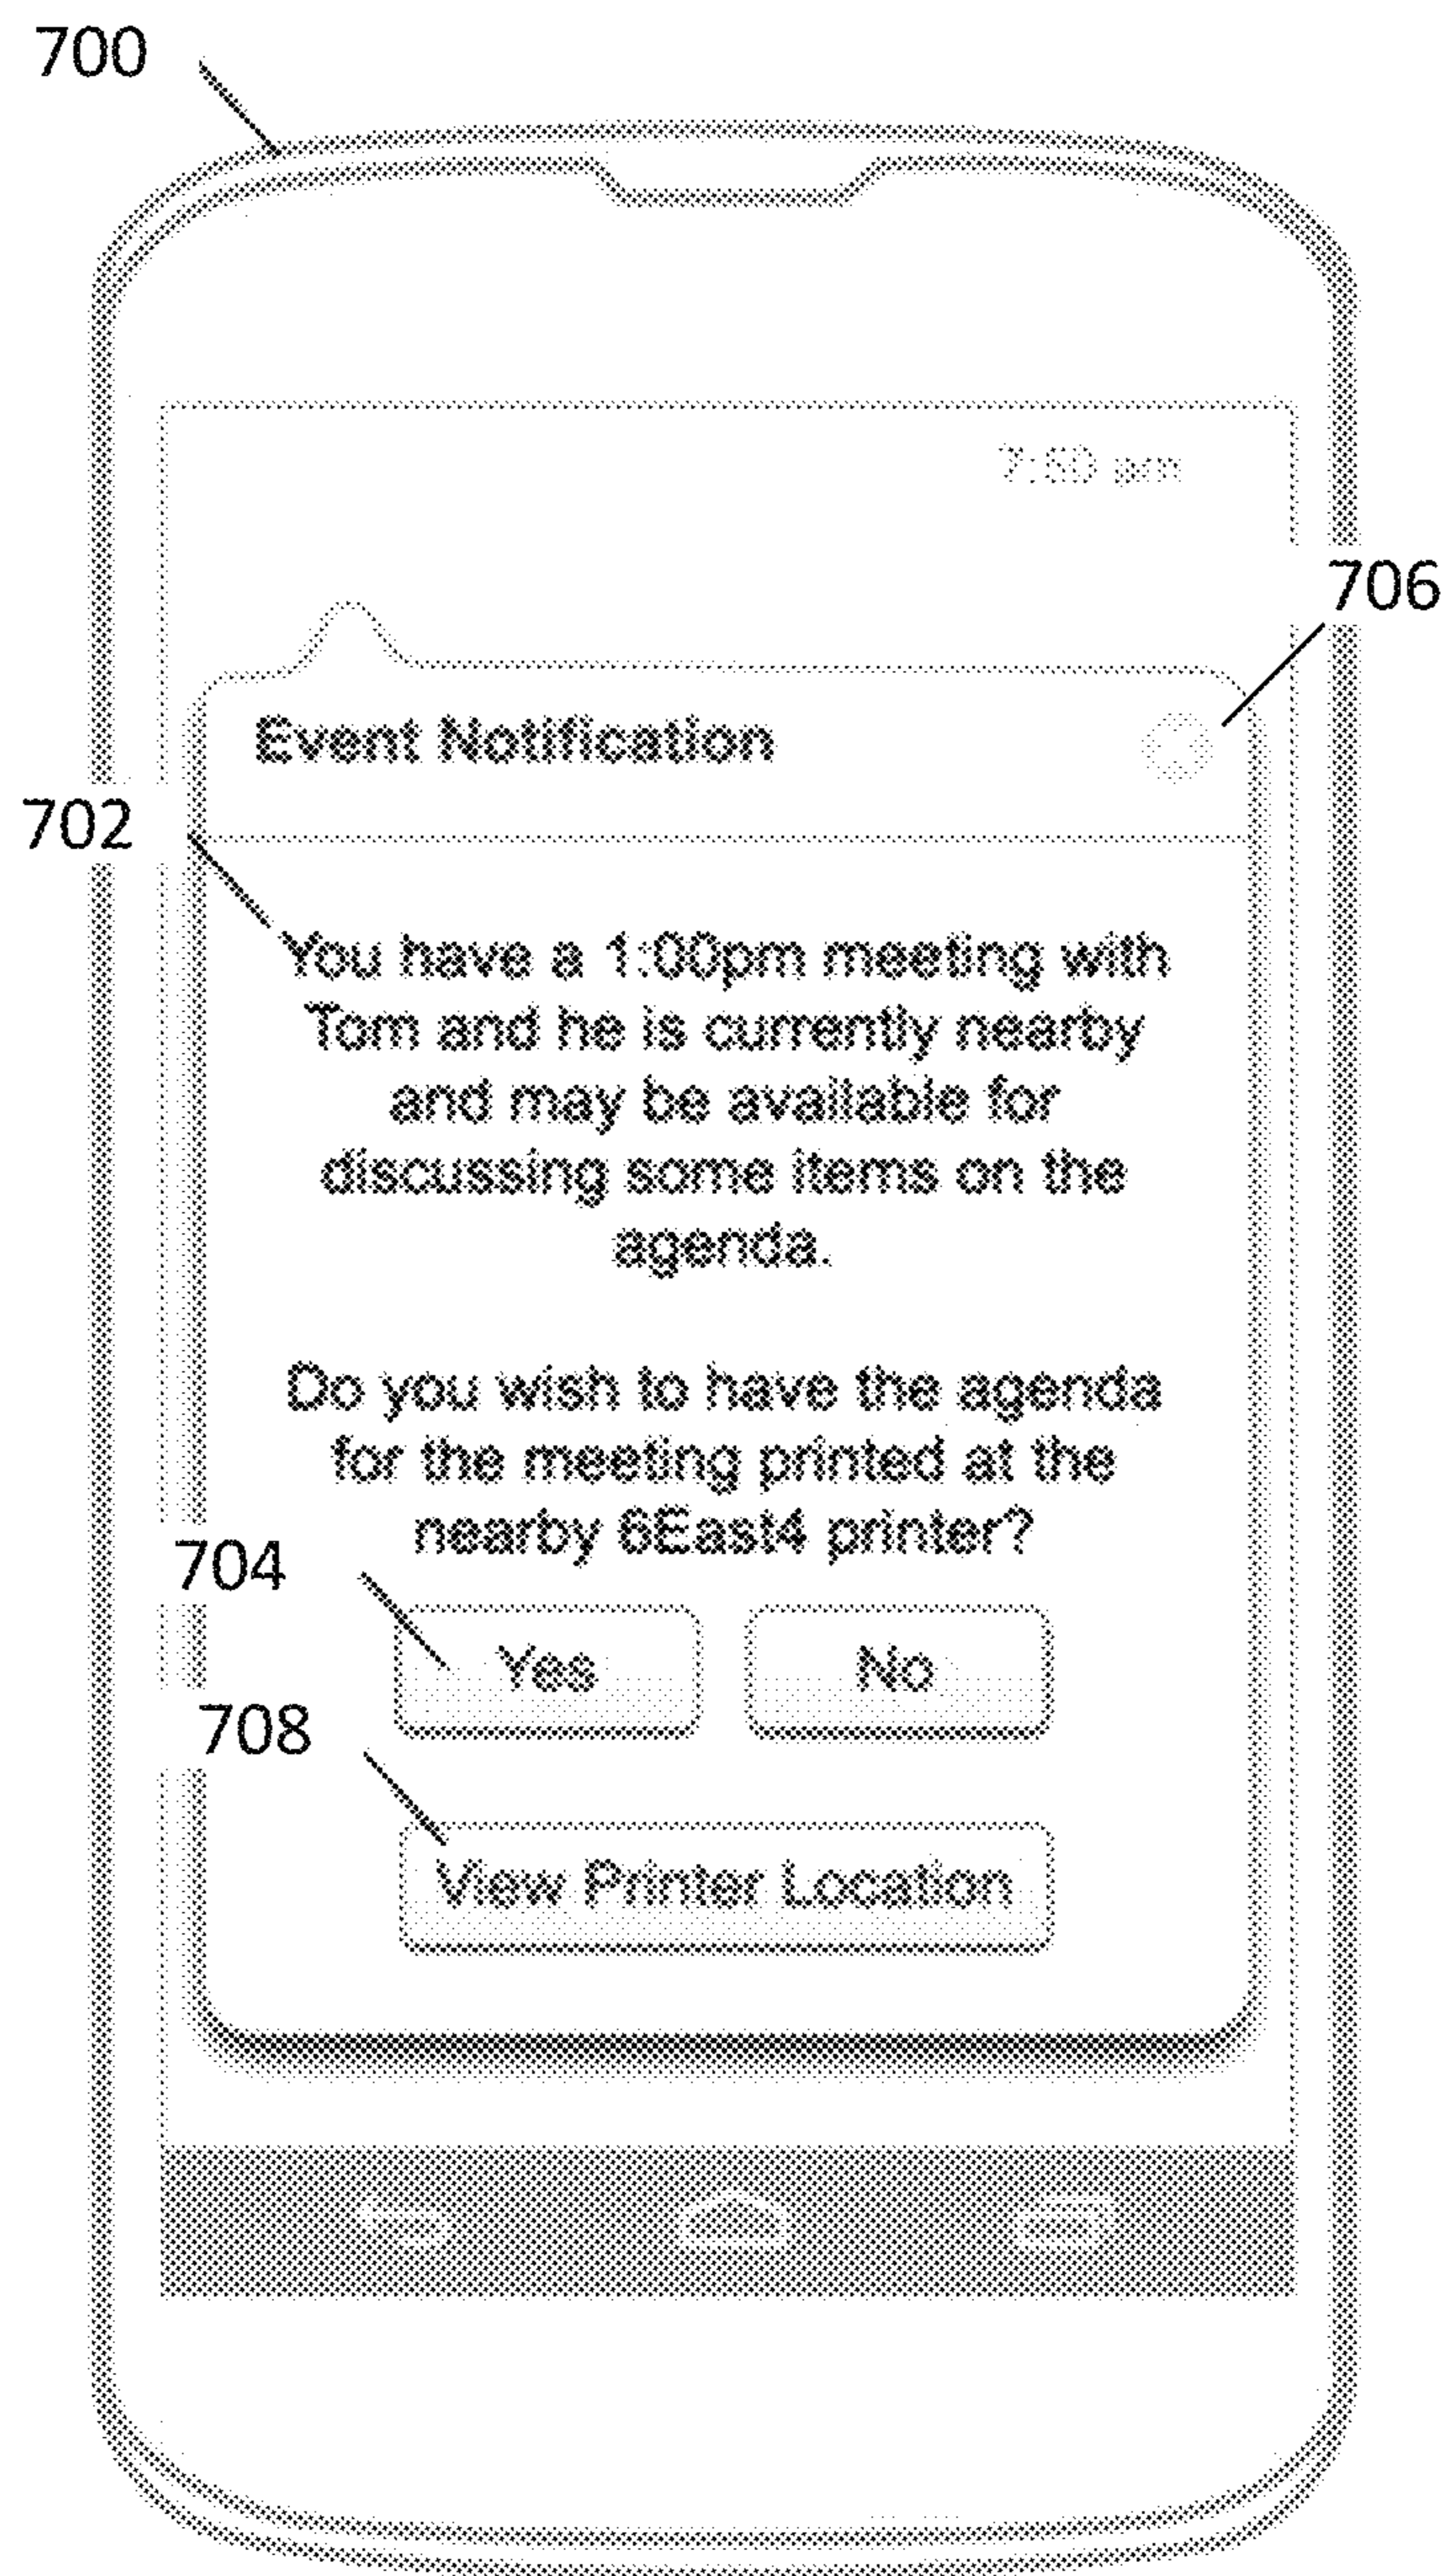 700
706
Event Notification
702
You have a 1:00pm meeting with
Tom and he is currently nearby
and may be available for
discussing some items on the
agenda.
Do you wish to have the agenda
for the meeting printed at the
nearby 6East4 printer?
704
Yes No
708
View Printer Location